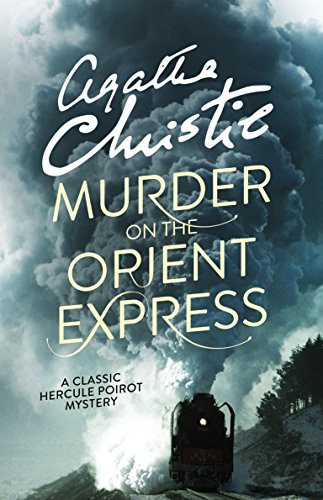 Agatha
Christie
MURDER
ON THE
ORIENT
EXPRESS
A CLASSIC
HERCULE POIROT
MYSTERY